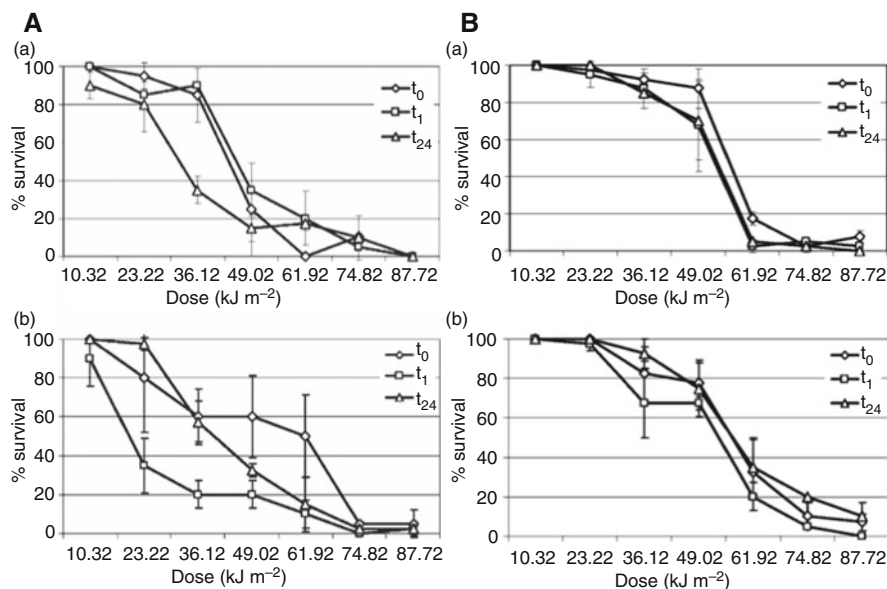 A
(a)
100
80
60
40
20
0
% survival
t0
t1
t24
10.32 23.22 36.12 49.02 61.92 74.82 87.72
Dose (kJ m−2)
(b)
100
80
60
40
20
0
% survival
t0
t1
t24
10.32 23.22 36.12 49.02 61.92 74.82 87.72
Dose (kJ m−2)
B
(a)
100
80
60
40
20
0
% survival
t0
t1
t24
10.32 23.22 36.12 49.02 61.92 74.82 87.72
Dose (kJ m−2)
(b)
100
80
60
40
20
0
% survival
t0
t1
t24
10.32 23.22 36.12 49.02 61.92 74.82 87.72
Dose (kJ m−2)